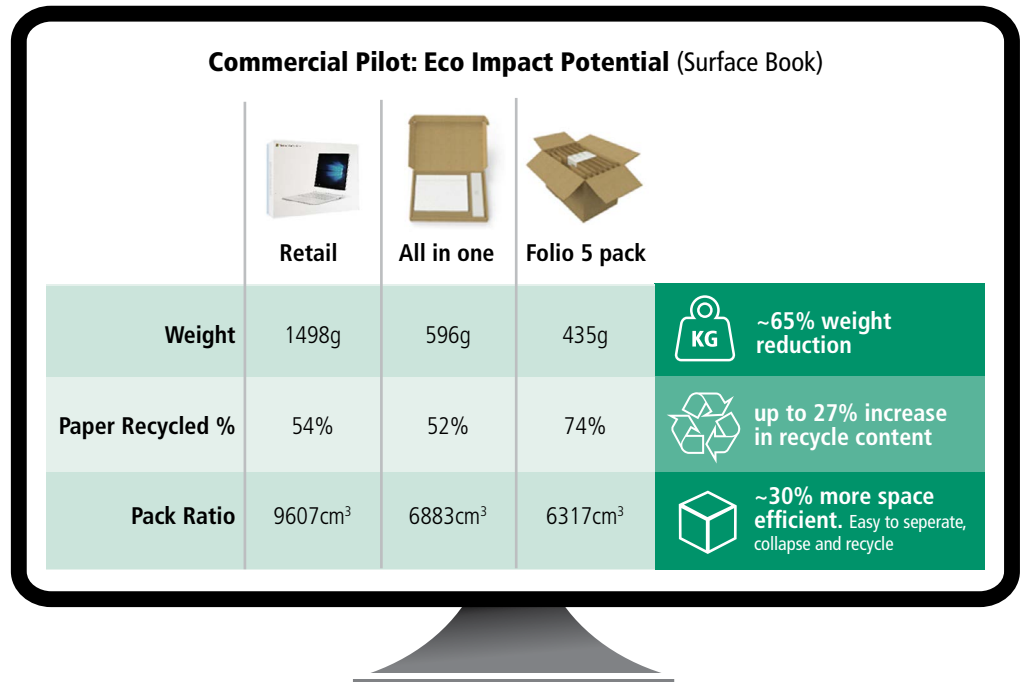 Commercial Pilot: Eco Impact Potential (Surface Book)
Retail
All in one
Folio 5 pack
Weight
1498g
596g
435g
KG
~65% weight
reduction
Paper Recycled %
54%
52%
74%
up to 27% increase
in recycle content
Pack Ratio
9607cm³
6883cm³
6317cm³
~30% more space
efficient. Easy to seperate,
collapse and recycle